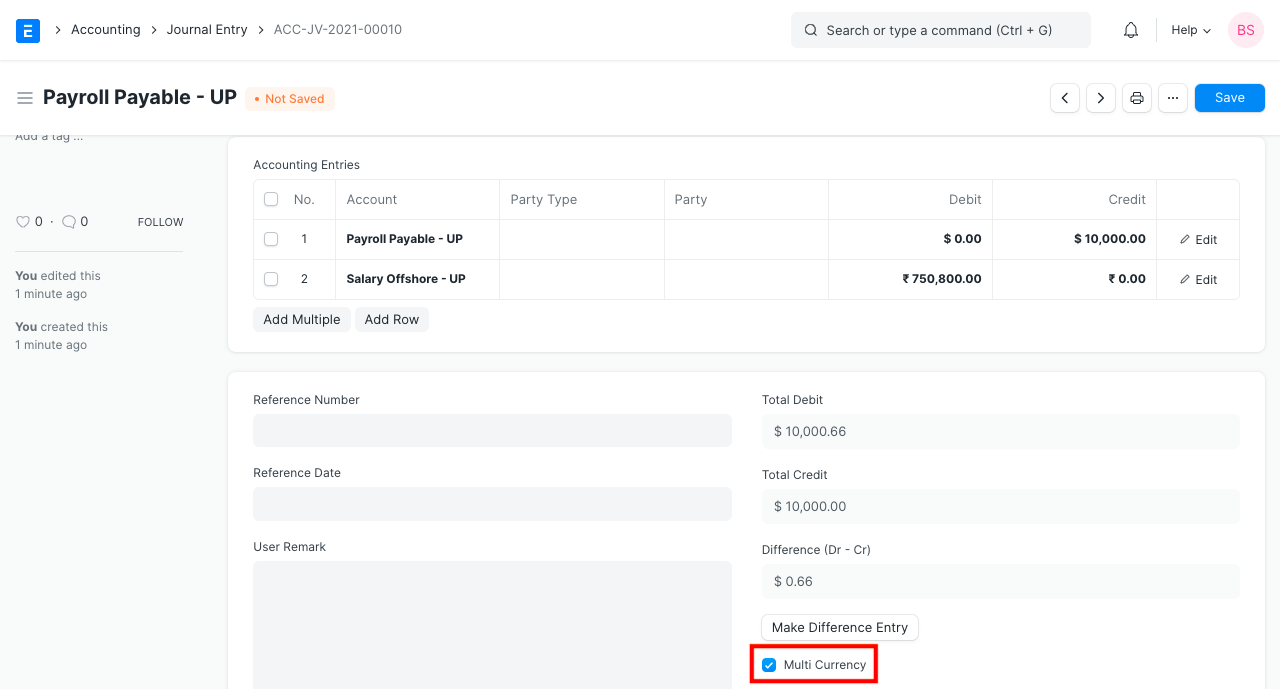 E > Accounting > Journal Entry > ACC-JV-2021-00010 Search or type a command (Ctrl + G) Help BS
Payroll Payable - UP • Not Saved ··· Save
Add a tag ...
Accounting Entries
No. Account Party Type Party Debit Credit
1 Payroll Payable - UP $ 0.00 $ 10,000.00 Edit
2 Salary Offshore - UP ₹ 750,800.00 ₹ 0.00 Edit
Add Multiple Add Row
0 · 0 FOLLOW
You edited this
1 minute ago
You created this
1 minute ago
Reference Number
Reference Date
User Remark
Total Debit
$ 10,000.66
Total Credit
$ 10,000.00
Difference (Dr - Cr)
$ 0.66
Make Difference Entry
Multi Currency